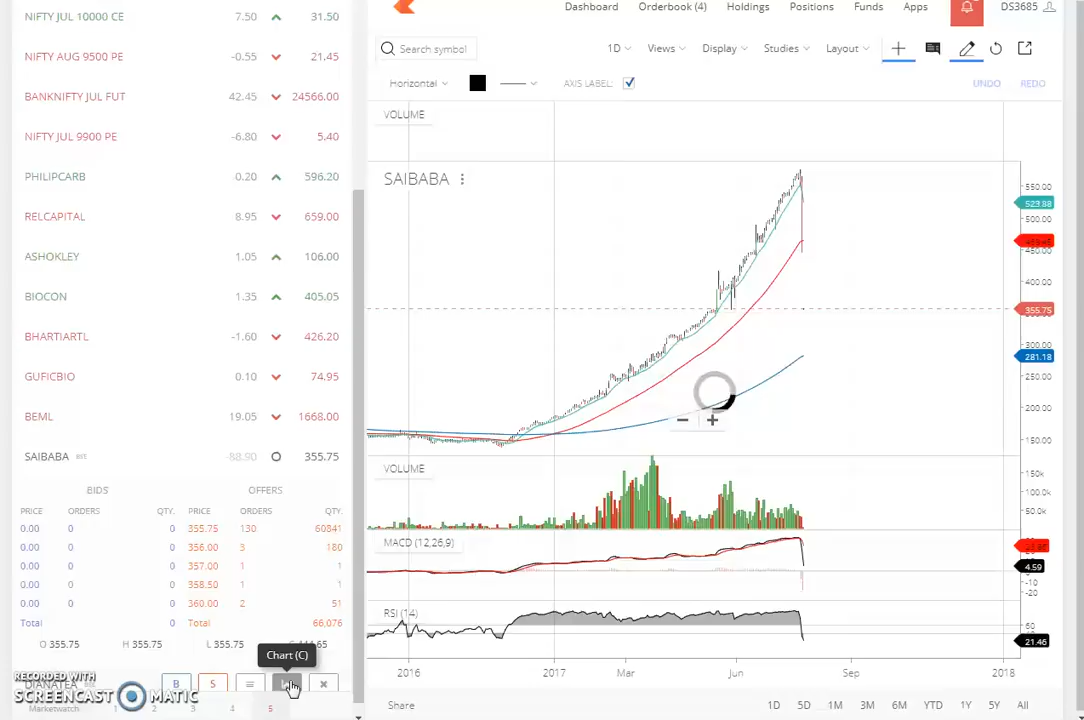 Dashboard Orderbook (4) Holdings Positions Funds Apps DS3685
NIFTY JUL 10000 CE 7.50 31.50
NIFTY AUG 9500 PE -0.55 21.45
BANKNIFTY JUL FUT 42.45 24566.00
NIFTY JUL 9900 PE -6.80 5.40
PHILIPCARB 0.20 596.20
RELCAPITAL 8.95 659.00
ASHOKLEY 1.05 106.00
BIOCON 1.35 405.05
BHARTIARTL -1.60 426.20
GUFICBIO 0.10 74.95
BEML 19.05 1668.00
SAIBABA BSE -88.90 355.75
BIDS OFFERS
PRICE ORDERS QTY. PRICE ORDERS QTY.
0.00 0 0 355.75 130 60841
0.00 0 0 356.00 3 180
0.00 0 0 357.00 1 1
0.00 0 0 358.50 1 1
0.00 0 0 360.00 2 51
Total 0 Total 66,076
O 355.75 H 355.75 L 355.75
Chart (C)
B S
RECORDED WITH
SCREENCAST MATIC
Marketwatch 1 2 3 4 5
Search symbol 1D Views Display Studies Layout
Horizontal AXIS LABEL: UNDO REDO
VOLUME
SAIBABA
550.00
523.88
500.00
450.00
400.00
355.75
300.00
281.18
250.00
200.00
150.00
− +
VOLUME
150k
100.0k
50.0k
MACD (12,26,9)
4.59
-10
-20
RSI (14)
50
21.46
2016 2017 Mar Jun Sep 2018
Share 1D 5D 1M 3M 6M YTD 1Y 5Y All